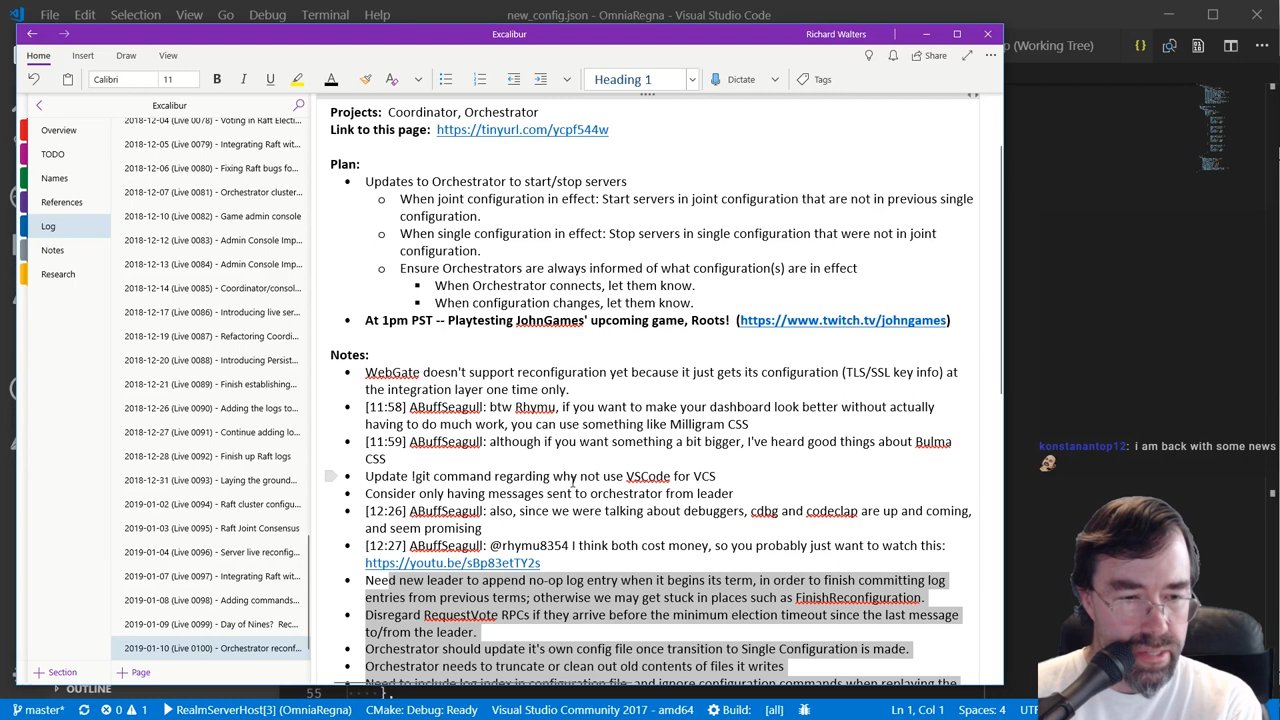 File Edit Selection View Go Debug Terminal Help
new_config.json - OmniaRegna - Visual Studio Code
Excalibur
Richard Walters
Home Insert Draw View
Share
Calibri 11 B I U A Heading 1 Dictate Tags
Excalibur
p (Working Tree)
Overview
TODO
Names
References
Log
Notes
Research
2018-12-04 (Live 0078) - Voting in Raft Electi...
2018-12-05 (Live 0079) - Integrating Raft wit...
2018-12-06 (Live 0080) - Fixing Raft bugs fo...
2018-12-07 (Live 0081) - Orchestrator cluster...
2018-12-10 (Live 0082) - Game admin console
2018-12-12 (Live 0083) - Admin Console Imp...
2018-12-13 (Live 0084) - Coordinator/consol...
2018-12-17 (Live 0086) - Introducing live ser...
2018-12-19 (Live 0087) - Refactoring Coordi...
2018-12-20 (Live 0088) - Introducing Persist...
2018-12-21 (Live 0089) - Finish establishing...
2018-12-26 (Live 0090) - Adding the logs to...
2018-12-27 (Live 0091) - Continue adding lo...
2018-12-28 (Live 0092) - Finish up Raft logs
2018-12-31 (Live 0093) - Laying the ground...
2019-01-02 (Live 0094) - Raft cluster configu...
2019-01-03 (Live 0095) - Raft Joint Consensus
2019-01-04 (Live 0096) - Server live reconfig...
2019-01-07 (Live 0097) - Integrating Raft wit...
2019-01-08 (Live 0098) - Adding commands...
2019-01-09 (Live 0099) - Day of Nines? Rec...
2019-01-10 (Live 0100) - Orchestrator reconf...
+ Section
+ Page
Projects: Coordinator, Orchestrator
Link to this page: https://tinyurl.com/ycpf544w
Plan:
• Updates to Orchestrator to start/stop servers
o When joint configuration in effect: Start servers in joint configuration that are not in previous single
configuration.
o When single configuration in effect: Stop servers in single configuration that were not in joint
configuration.
o Ensure Orchestrators are always informed of what configuration(s) are in effect
▪ When Orchestrator connects, let them know.
▪ When configuration changes, let them know.
• At 1pm PST -- Playtesting JohnGames' upcoming game, Roots! (https://www.twitch.tv/johngames)
Notes:
• WebGate doesn't support reconfiguration yet because it just gets its configuration (TLS/SSL key info) at
the integration layer one time only.
• [11:58] ABuffSeagull: btw Rhymu, if you want to make your dashboard look better without actually
having to do much work, you can use something like Milligram CSS
• [11:59] ABuffSeagull: although if you want something a bit bigger, I've heard good things about Bulma
CSS
• Update !git command regarding why not use VSCode for VCS
• Consider only having messages sent to orchestrator from leader
• [12:26] ABuffSeagull: also, since we were talking about debuggers, cdbg and codeclap are up and coming,
and seem promising
• [12:27] ABuffSeagull: @rhymu8354 I think both cost money, so you probably just want to watch this:
https://youtu.be/sBp83etTY2s
• Need new leader to append no-op log entry when it begins its term, in order to finish committing log
entries from previous terms; otherwise we may get stuck in places such as FinishReconfiguration.
• Disregard RequestVote RPCs if they arrive before the minimum election timeout since the last message
to/from the leader.
• Orchestrator should update it's own config file once transition to Single Configuration is made.
• Orchestrator needs to truncate or clean out old contents of files it writes
• Need to include log index in configuration file, and ignore configuration commands when replaying the
konstanantop12: i am back with some news
OUTLINE
55 },
master* 0 1 RealmServerHost[3] (OmniaRegna) CMake: Debug: Ready Visual Studio Community 2017 - amd64 Build: [all] Ln 1, Col 1 Spaces: 4